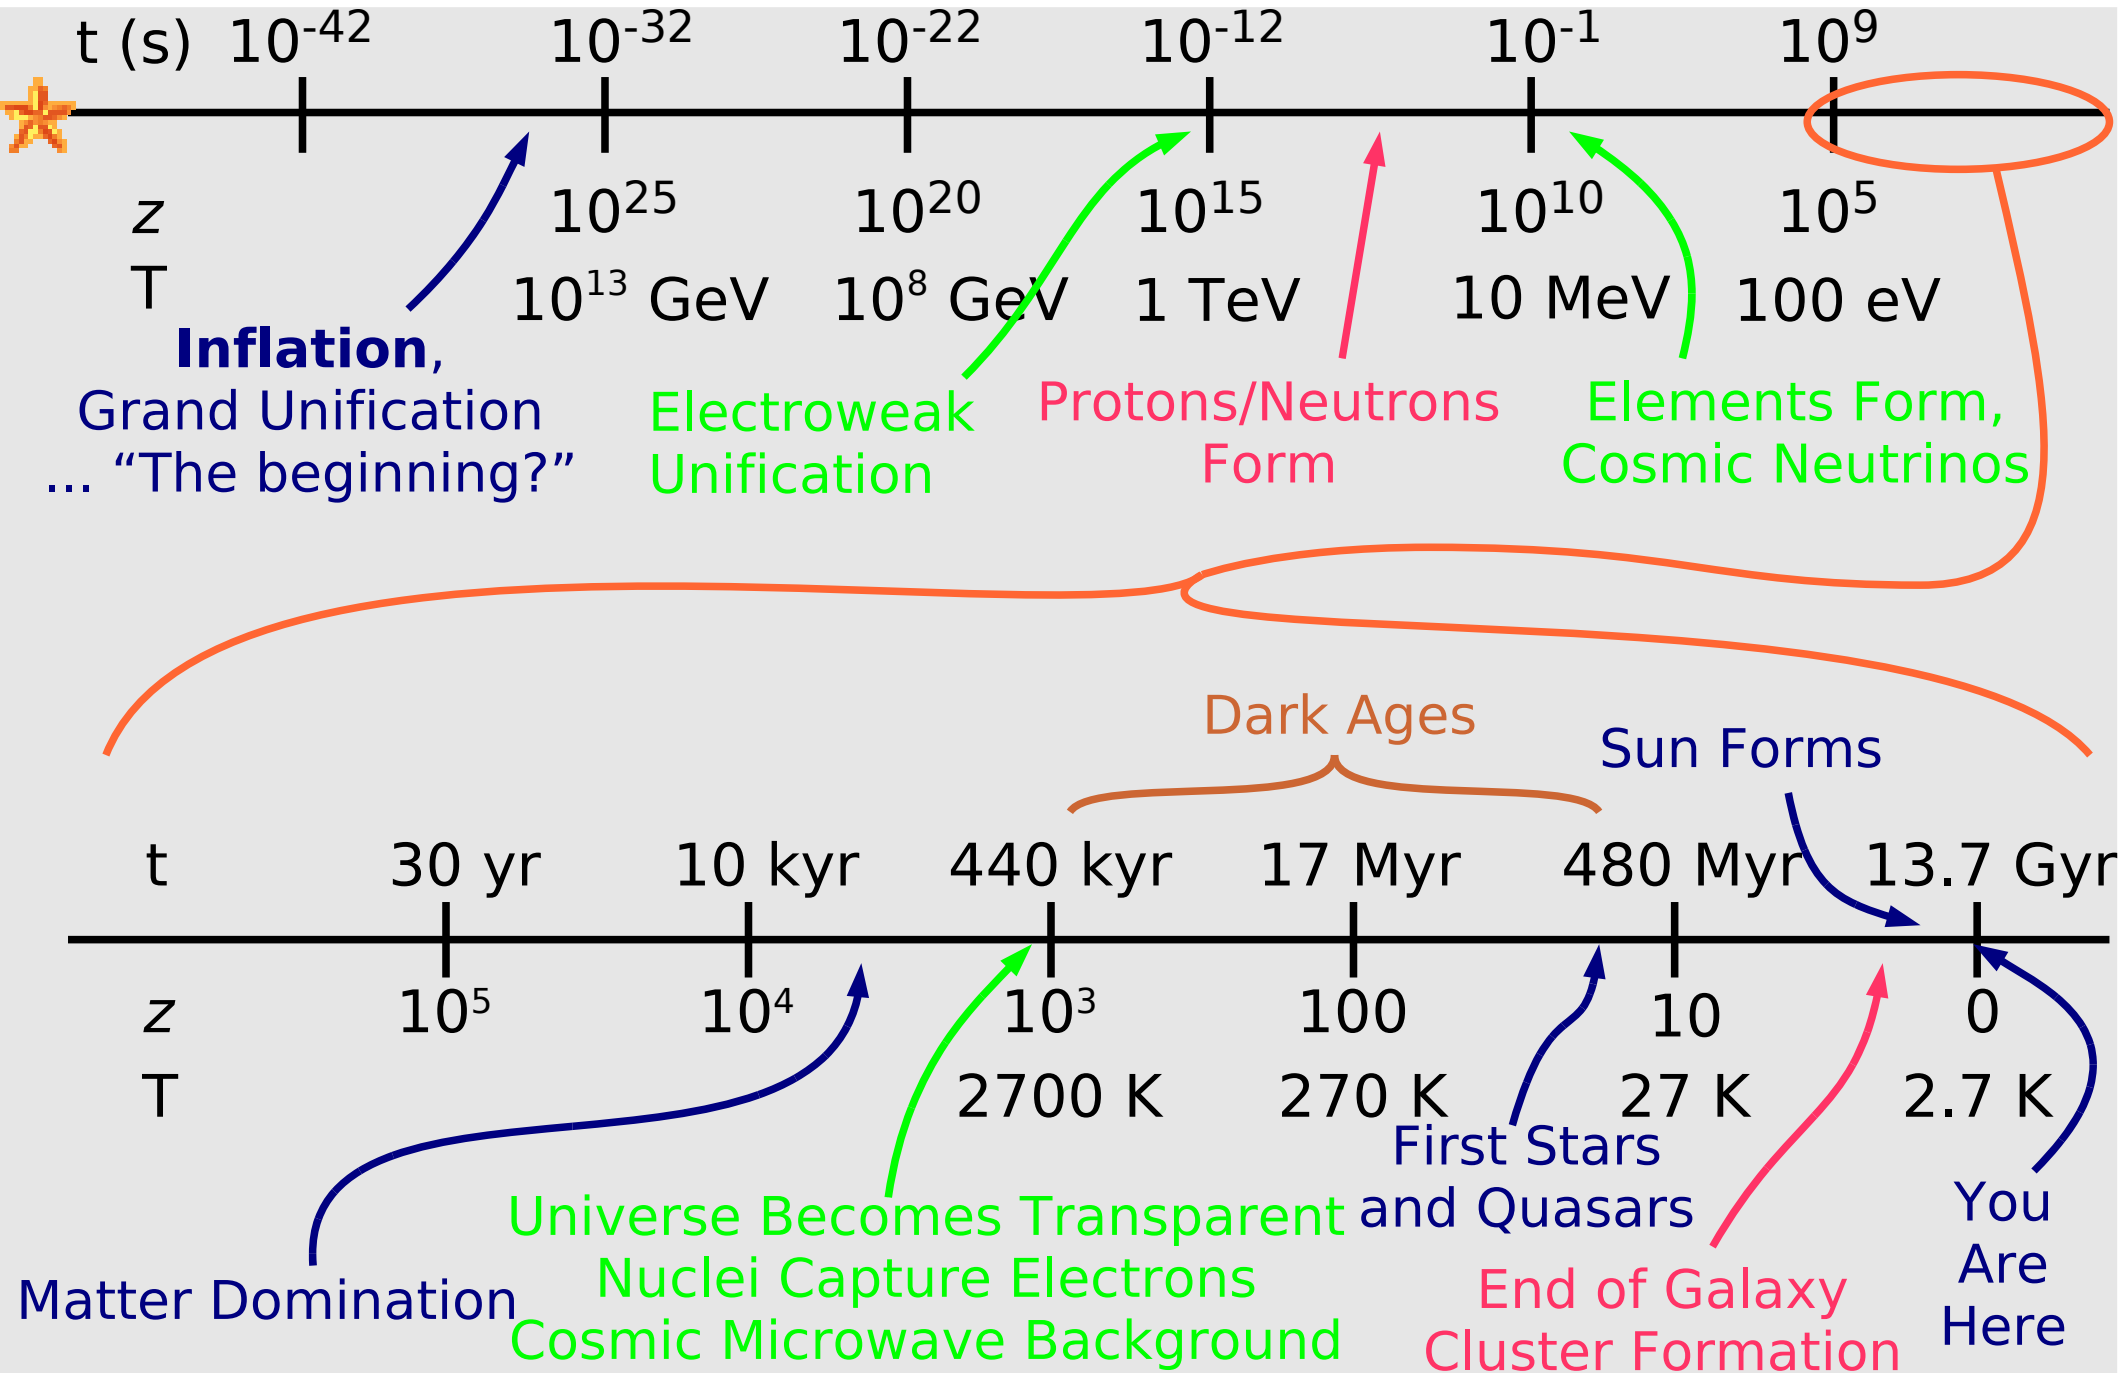 t (s) 10⁻⁴² 10⁻³² 10⁻²² 10⁻¹² 10⁻¹ 10⁹
z 10²⁵ 10²⁰ 10¹⁵ 10¹⁰ 10⁵
T 10¹³ GeV 10⁸ GeV 1 TeV 10 MeV 100 eV
Inflation,
Grand Unification
... “The beginning?”
Electroweak
Unification
Protons/Neutrons
Form
Elements Form,
Cosmic Neutrinos
Dark Ages
Sun Forms
t 30 yr 10 kyr 440 kyr 17 Myr 480 Myr 13.7 Gyr
z 10⁵ 10⁴ 10³ 100 10 0
T 2700 K 270 K 27 K 2.7 K
Matter Domination
Universe Becomes Transparent
Nuclei Capture Electrons
Cosmic Microwave Background
First Stars
and Quasars
End of Galaxy
Cluster Formation
You
Are
Here